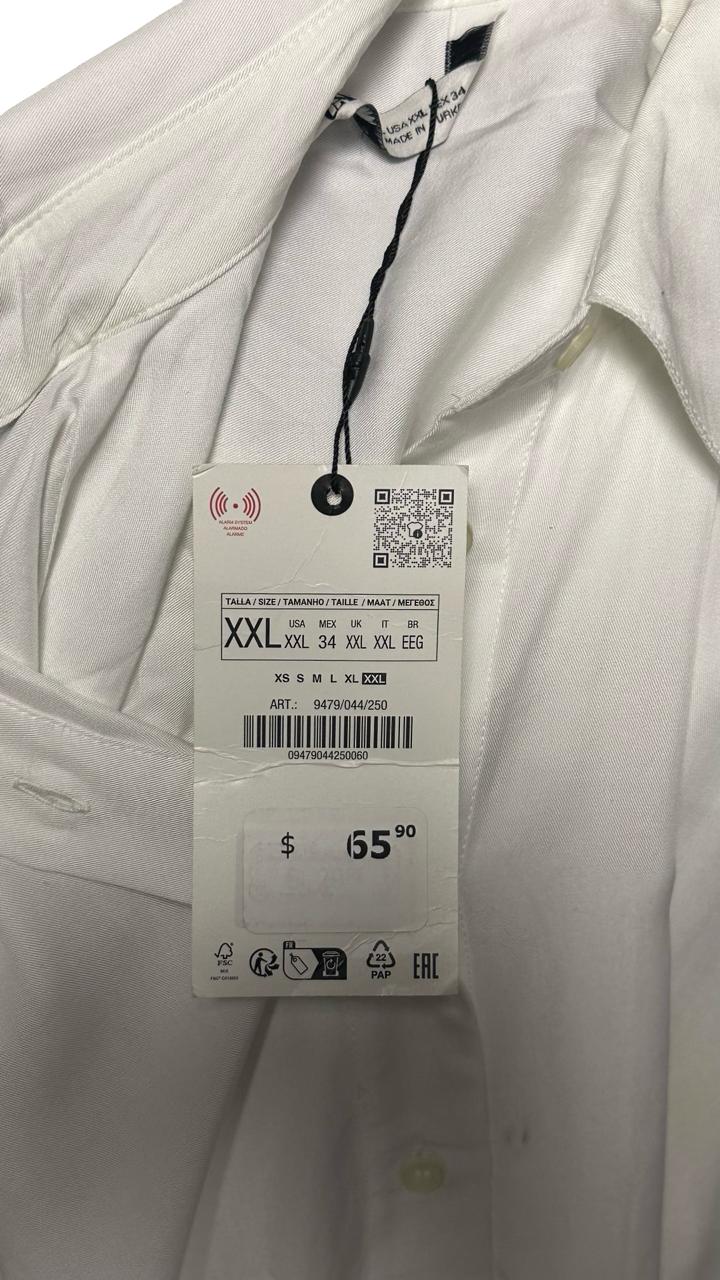 USA XXL MEX 34
MADE IN
ALARM SYSTEM
ALARMADO
ALARME
TALLA / SIZE / TAMANHO / TAILLE / MAAT / ΜΕΓΕΘΟΣ
XXL
USA MEX UK IT BR
XXL 34 XXL XXL EEG
XS S M L XL XXL
ART.: 9479/044/250
09479044250060
$ 65 90
FSC
MIX
FR
22
PAP
EAC